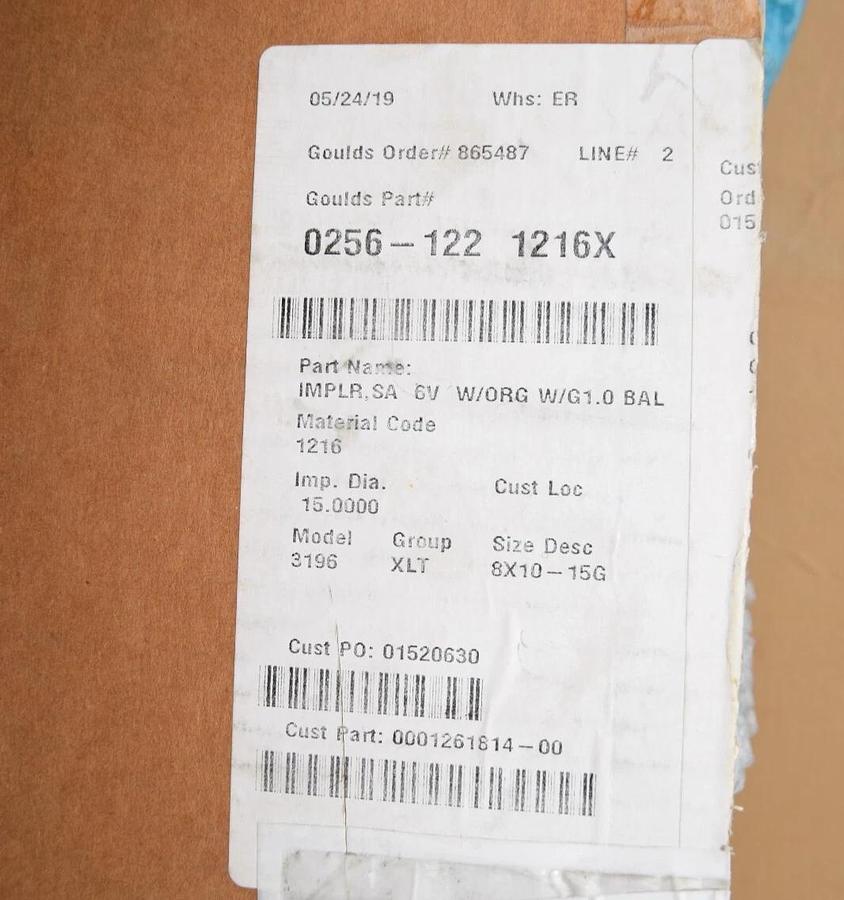 05/24/19 Whs: ER
Goulds Order# 865487 LINE# 2
Goulds Part#
0256-122 1216X
Part Name:
IMPLR,SA 6V W/ORG W/G1.0 BAL
Material Code
1216
Imp. Dia. Cust Loc
15.0000
Model Group Size Desc
3196 XLT 8X10-15G
Cust PO: 01520630
Cust Part: 0001261814-00
Cust
Ord
015